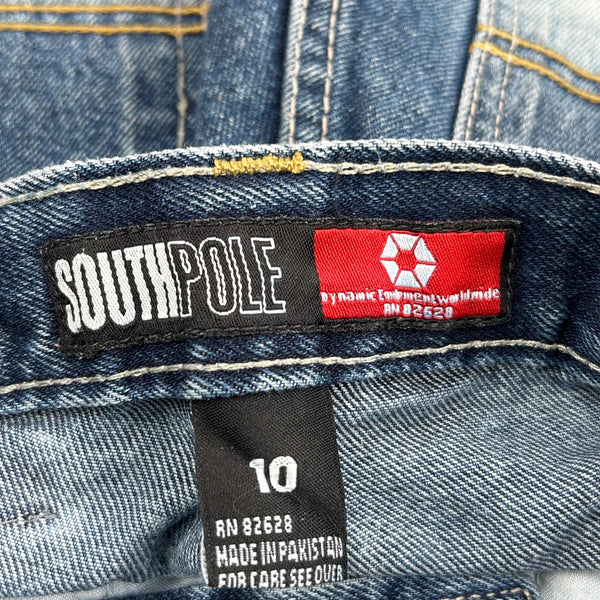 SOUTHPOLE
Dynamic Equipment Worldwide
RN 82628
10
RN 82628
MADE IN PAKISTAN
FOR CARE SEE OVER